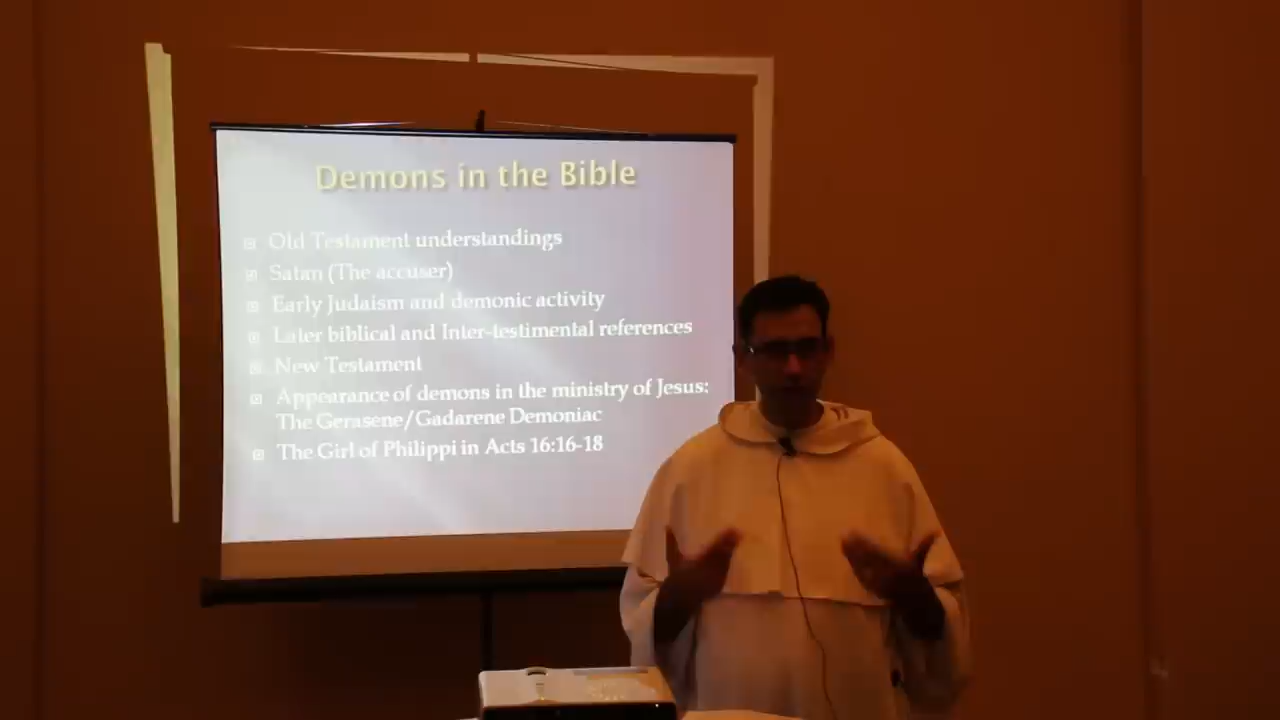 Demons in the Bible
Old Testament understandings
Satan (The accuser)
Early Judaism and demonic activity
Later biblical and Inter-testimental references
New Testament
Appearance of demons in the ministry of Jesus:
The Gerasene/Gadarene Demoniac
The Girl of Philippi in Acts 16:16-18